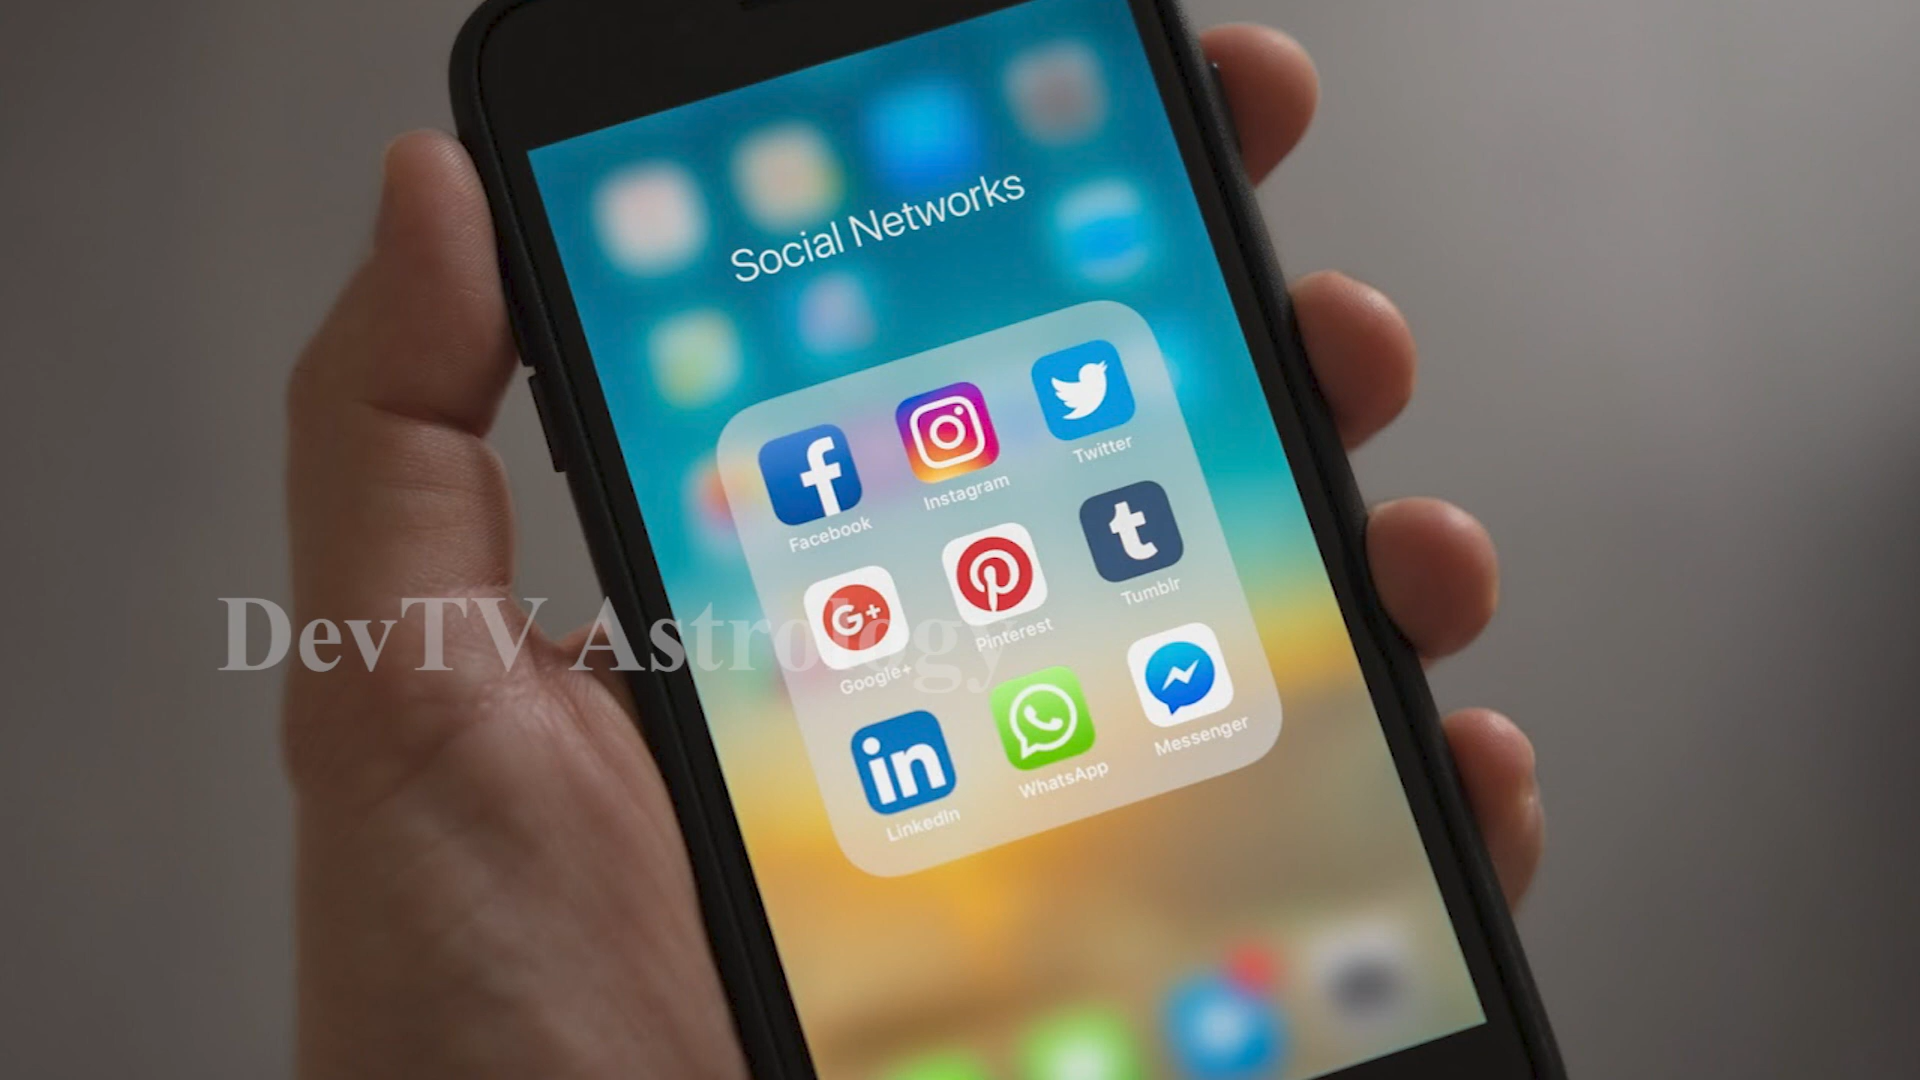 Social Networks
Facebook
Instagram
Twitter
Google+
Pinterest
Tumblr
LinkedIn
WhatsApp
Messenger
DevTV Astrology